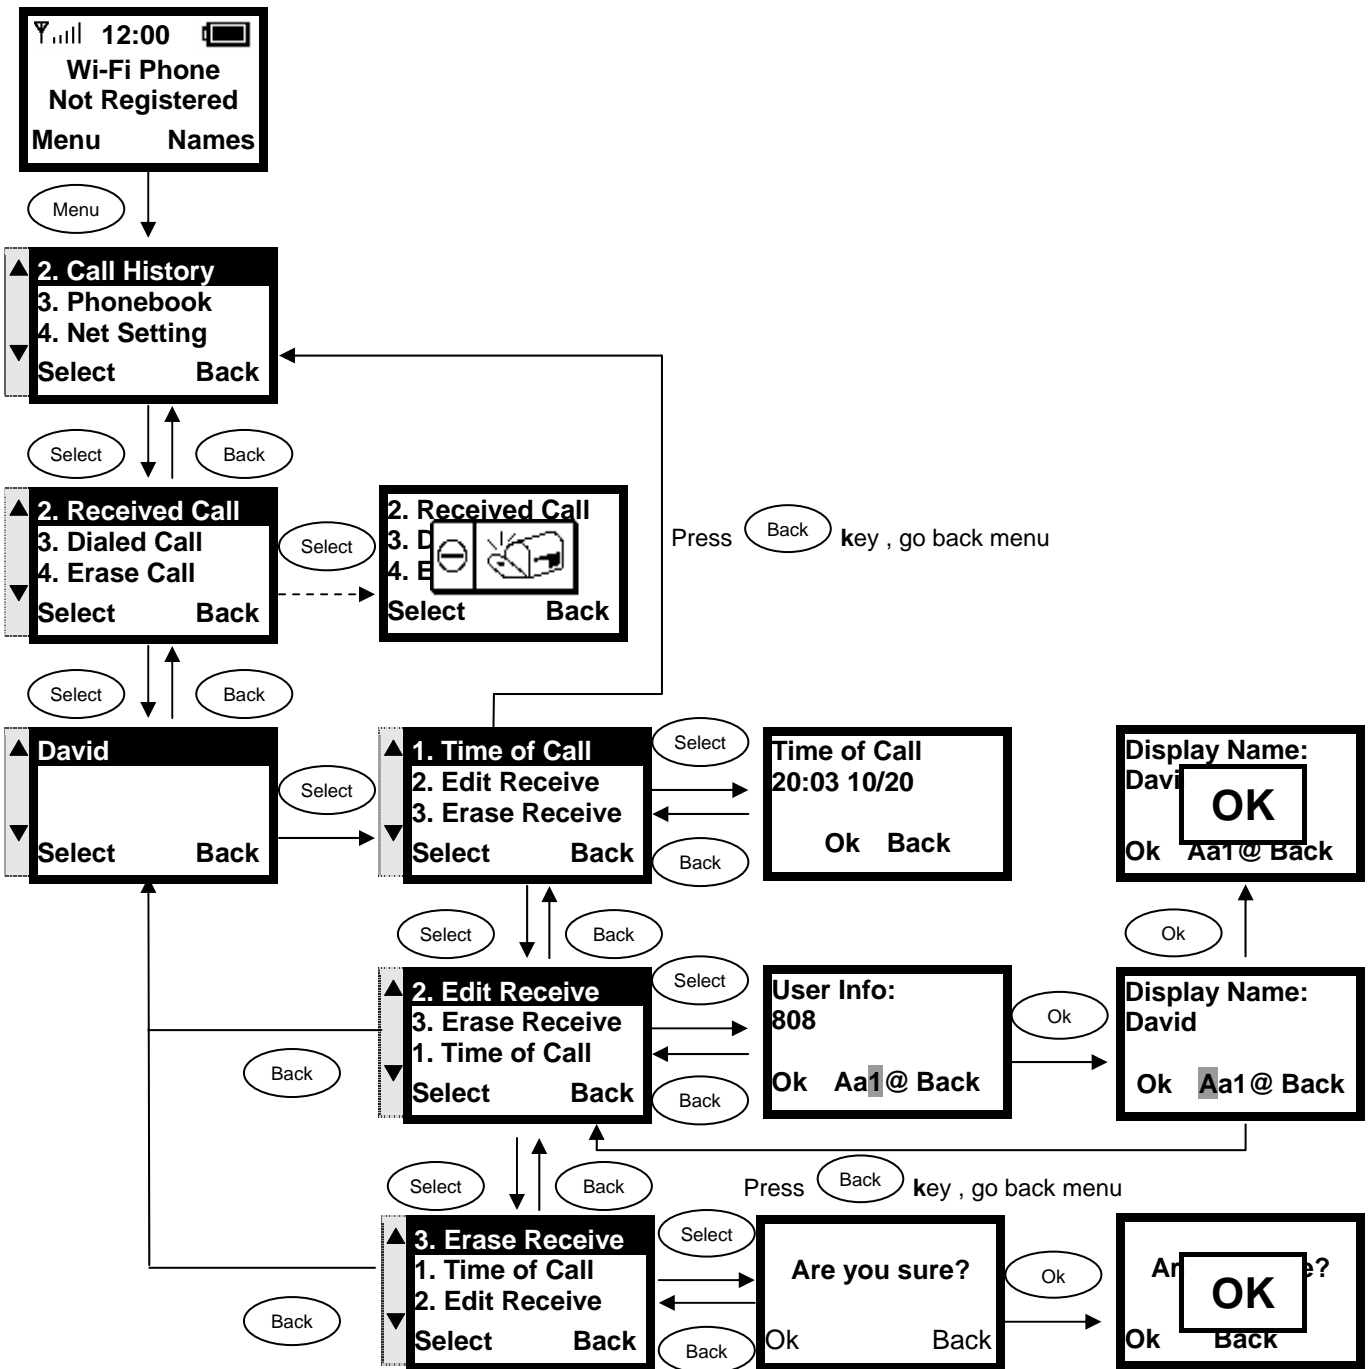 12:00
Wi-Fi Phone
Not Registered
Menu Names
Menu
2. Call History
3. Phonebook
4. Net Setting
Select Back
Select
Back
2. Received Call
3. Dialed Call
4. Erase Call
Select Back
Select
2. Received Call
3. D
4. E
Select Back
Press Back key , go back menu
Select
Back
David
Select Back
Select
1. Time of Call
2. Edit Receive
3. Erase Receive
Select Back
Select
Back
Time of Call
20:03 10/20
Ok Back
Display Name:
Davi
OK
Ok Aa1@ Back
Select
Back
Ok
2. Edit Receive
3. Erase Receive
1. Time of Call
Select Back
Back
Select
Back
User Info:
808
Ok Aa1@ Back
Ok
Display Name:
David
Ok Aa1@ Back
Select
Back
Press Back key , go back menu
3. Erase Receive
1. Time of Call
2. Edit Receive
Select Back
Back
Select
Back
Are you sure?
Ok Back
Ok
Ar e?
OK
Ok Back